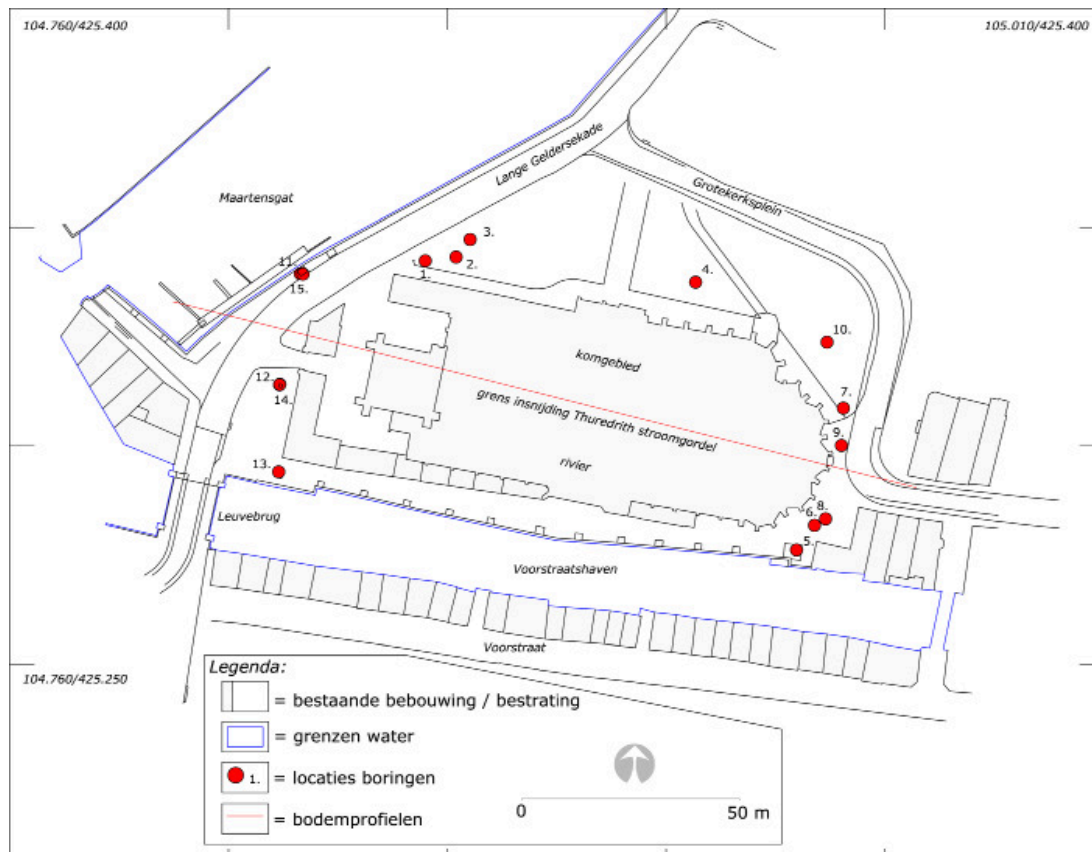 104.760/425.400
105.010/425.400
Lange Geldersekade
Grotekerksplein
Maartensgat
3.
11.
1.
2.
15.
4.
10.
komgebied
12.
14.
grens insnijding Thuredrith stroomgordel
7.
9.
rivier
13.
Leuvebrug
8.
6.
5.
Voorstraatshaven
Voorstraat
104.760/425.250
Legenda:
= bestaande bebouwing / bestrating
= grenzen water
1. = locaties boringen
= bodemprofielen
0 50 m